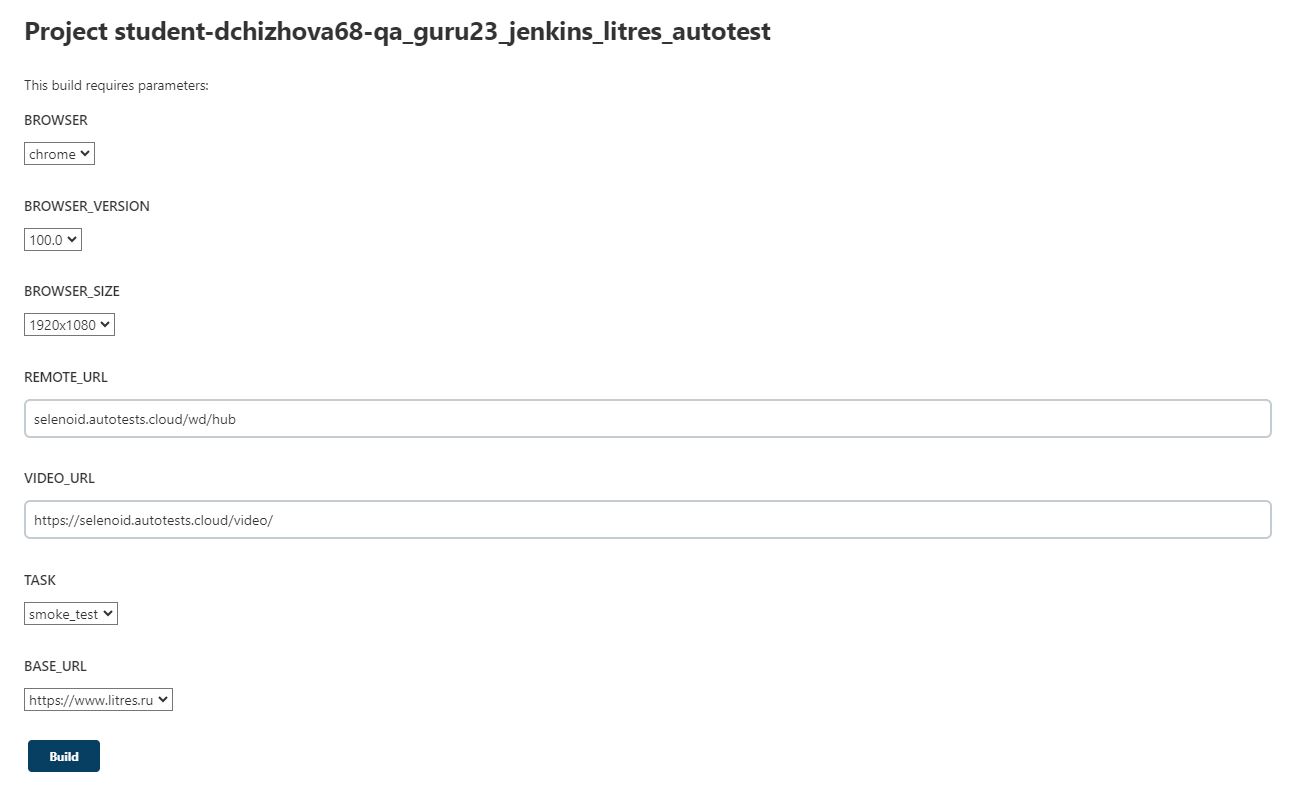 Project student-dchizhova68-qa_guru23_jenkins_litres_autotest
This build requires parameters:
BROWSER
chrome
BROWSER_VERSION
100.0
BROWSER_SIZE
1920x1080
REMOTE_URL
selenoid.autotests.cloud/wd/hub
VIDEO_URL
https://selenoid.autotests.cloud/video/
TASK
smoke_test
BASE_URL
https://www.litres.ru
Build